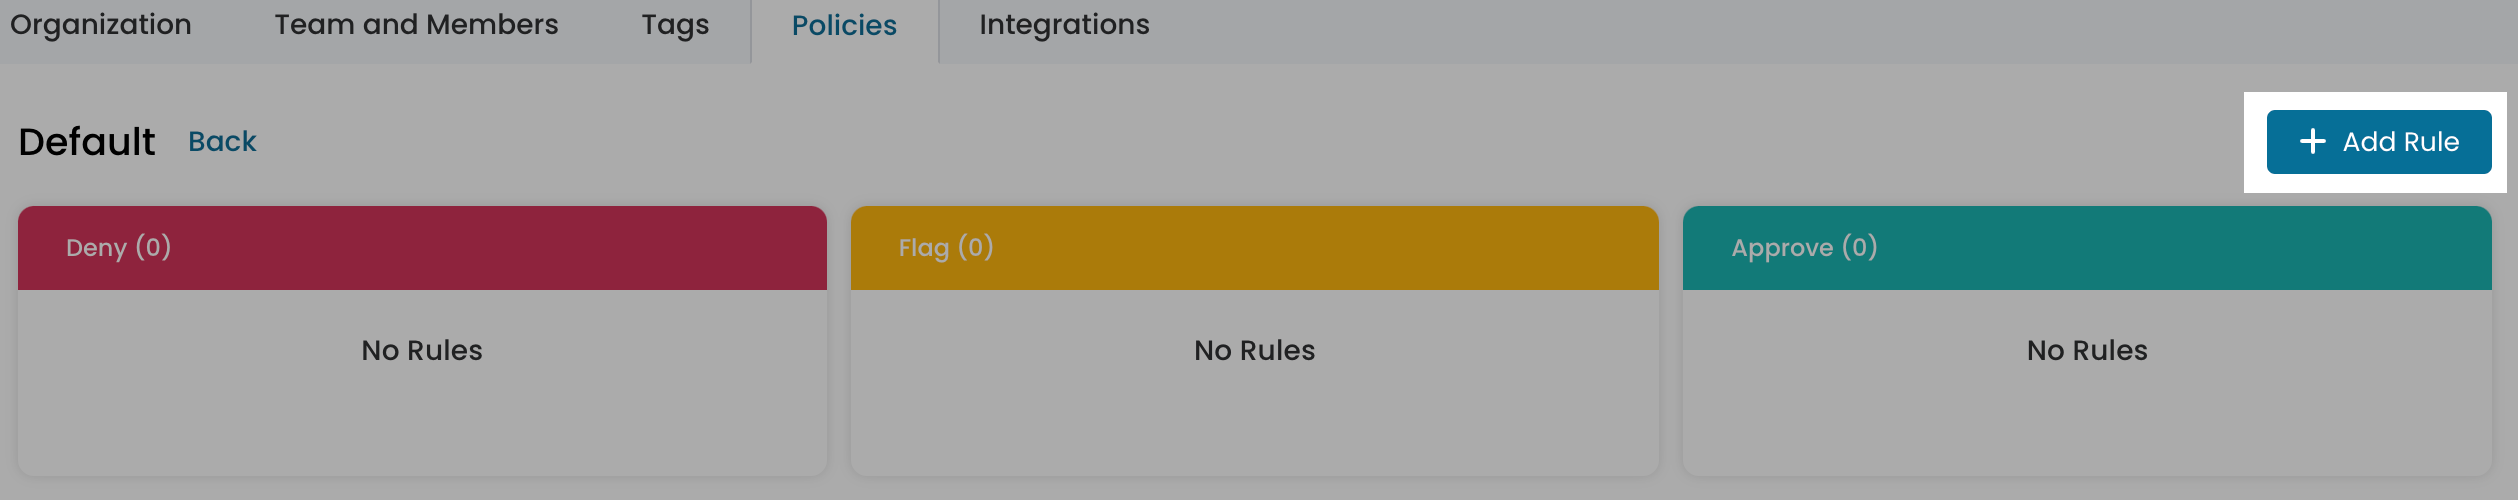 Organization Team and Members Tags Policies Integrations
Default Back + Add Rule
Deny (0) Flag (0) Approve (0)
No Rules No Rules No Rules